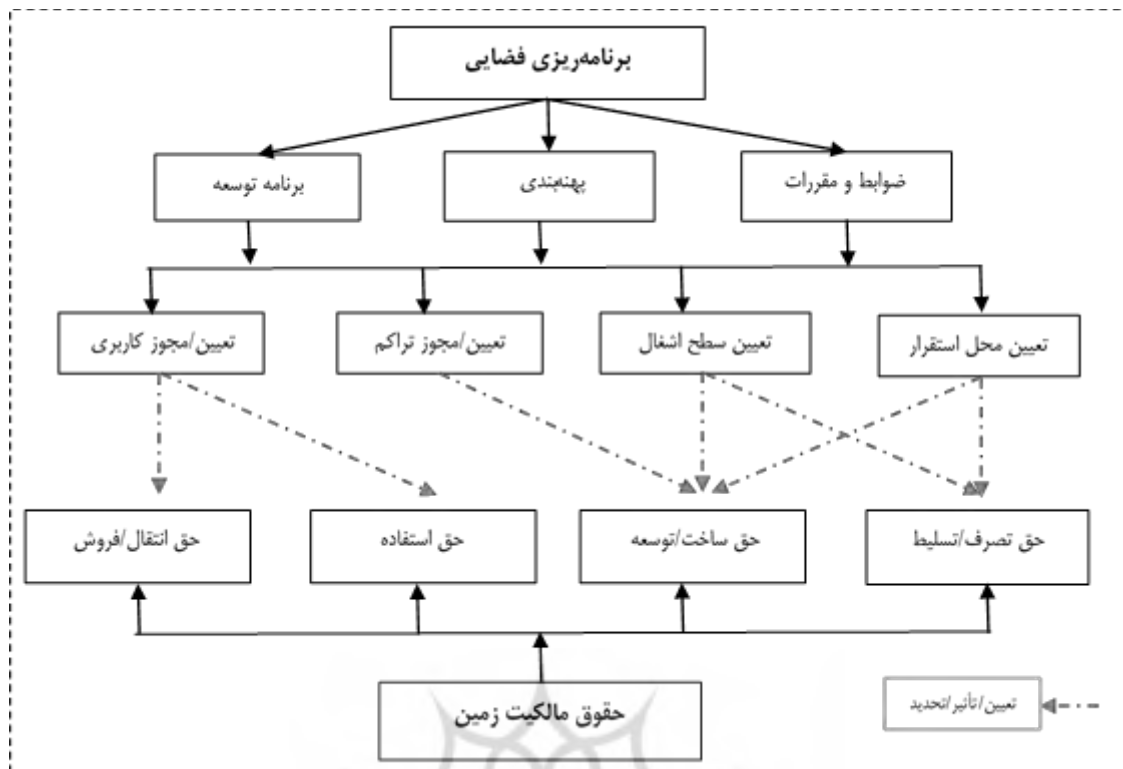 برنامه‌ریزی فضایی
ضوابط و مقررات
پهنه‌بندی
برنامه توسعه
تعیین محل استقرار
تعیین سطح اشغال
تعیین/مجوز تراکم
تعیین/مجوز کاربری
حق تصرف/تسلیط
حق ساخت/توسعه
حق استفاده
حق انتقال/فروش
حقوق مالکیت زمین
تعیین/تأثیر/تحدید